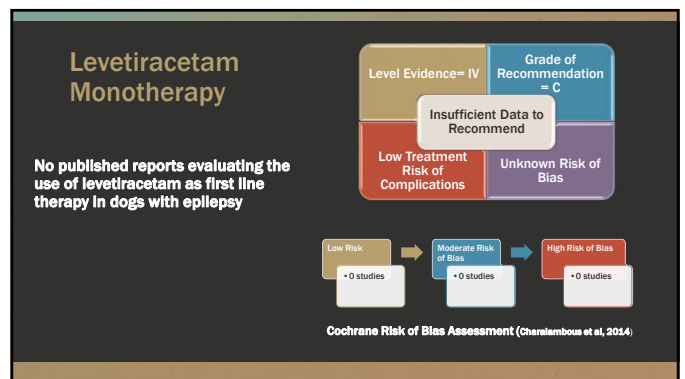 Levetiracetam
Monotherapy
No published reports evaluating the
use of levetiracetam as first line
therapy in dogs with epilepsy
Level Evidence= IV
Grade of
Recommendation
= C
Insufficient Data to
Recommend
Low Treatment
Risk of
Complications
Unknown Risk of
Bias
Low Risk
• 0 studies
Moderate Risk
of Bias
• 0 studies
High Risk of Bias
• 0 studies
Cochrane Risk of Bias Assessment (Charalambous et al, 2014)